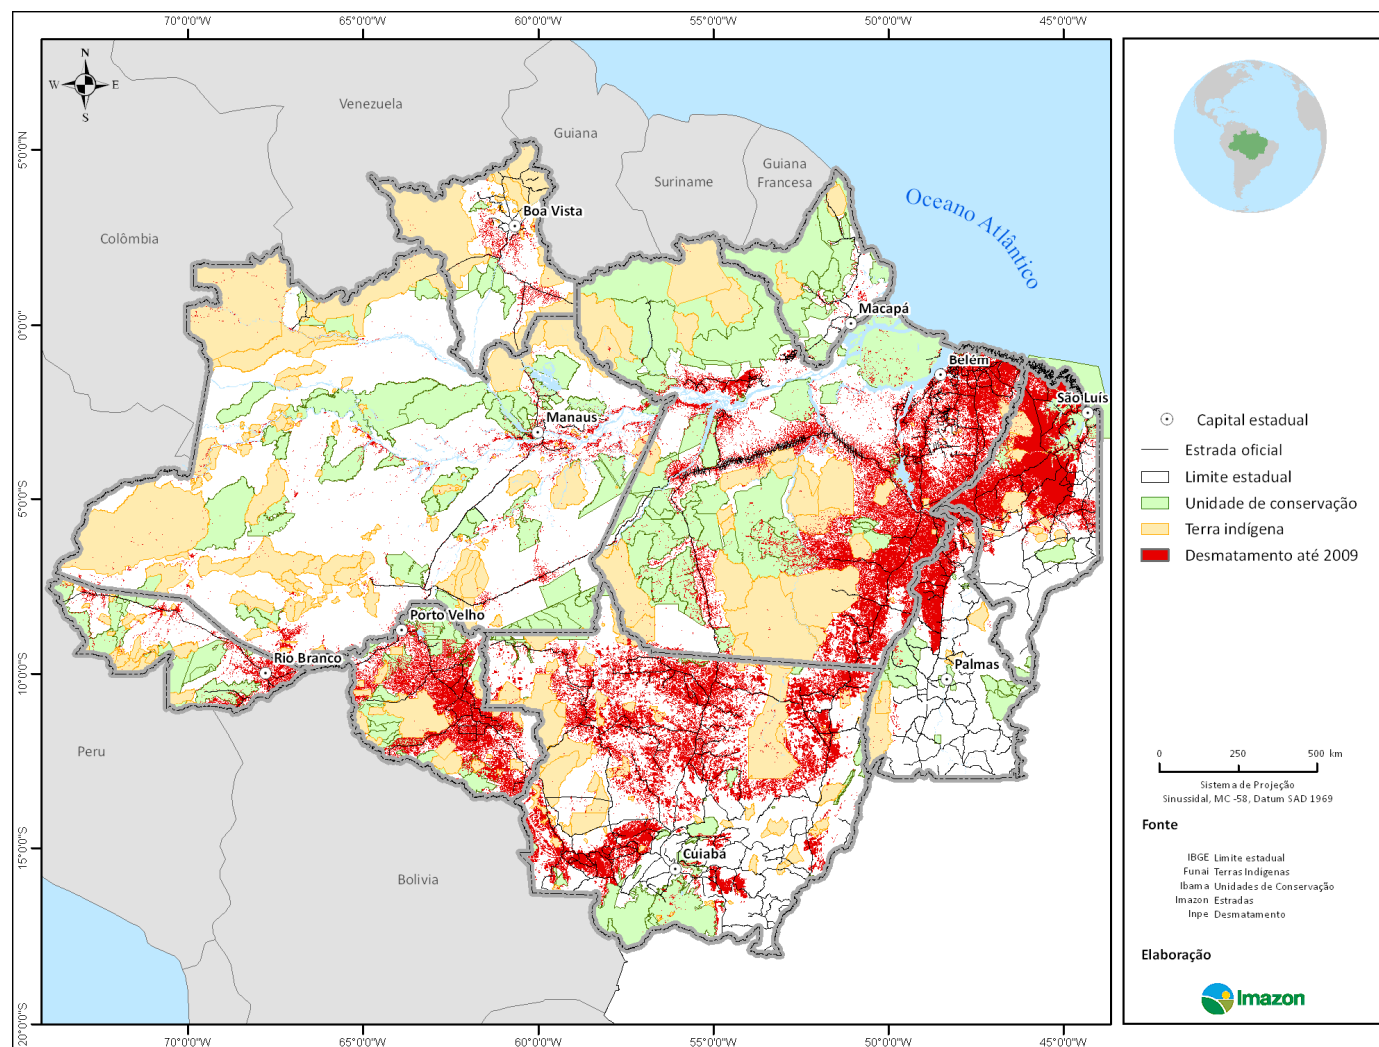 70°0'0"W 65°0'0"W 60°0'0"W 55°0'0"W 50°0'0"W 45°0'0"W
N
W E
S
5°0'0"N
0°0'0"
5°0'0"S
10°0'0"S
15°0'0"S
20°0'0"S
Venezuela
Guiana
Suriname
Guiana
Francesa
Colômbia
Oceano Atlântico
Boa Vista
Macapá
Belém
São Luís
Manaus
Porto Velho
Rio Branco
Palmas
Peru
Cuiabá
Bolivia
70°0'0"W 65°0'0"W 60°0'0"W 55°0'0"W 50°0'0"W 45°0'0"W
Capital estadual
Estrada oficial
Limite estadual
Unidade de conservação
Terra indígena
Desmatamento até 2009
0 250 500 km
Sistema de Projeção
Sinussidal, MC -58, Datum SAD 1969
Fonte
IBGE Limite estadual
Funai Terras Indigenas
Ibama Unidades de Conservação
Imazon Estradas
Inpe Desmatamento
Elaboração
Imazon